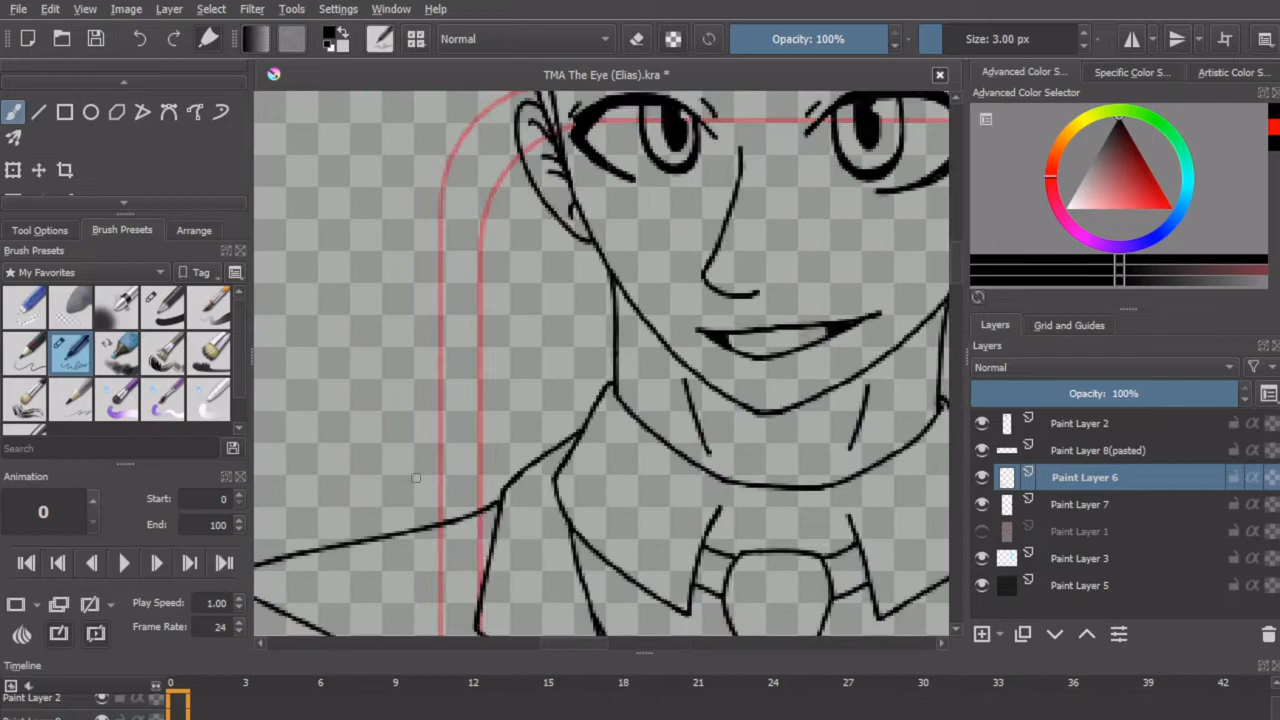 File Edit View Image Layer Select Filter Tools Settings Window Help
Normal Opacity: 100% Size: 3.00 px
TMA The Eye (Elias).kra *
Advanced Color S... Specific Color S... Artistic Color S...
Advanced Color Selector
Tool Options Brush Presets Arrange
Brush Presets
My Favorites Tag
Search
Animation
0 Start: 0
End: 100
Play Speed: 1.00
Frame Rate: 24
Layers Grid and Guides
Layers
Normal
Opacity: 100%
Paint Layer 2
Paint Layer 8(pasted)
Paint Layer 6
Paint Layer 7
Paint Layer 1
Paint Layer 3
Paint Layer 5
Timeline
0 3 6 9 12 15 18 21 24 27 30 33 36 39 42
Paint Layer 2